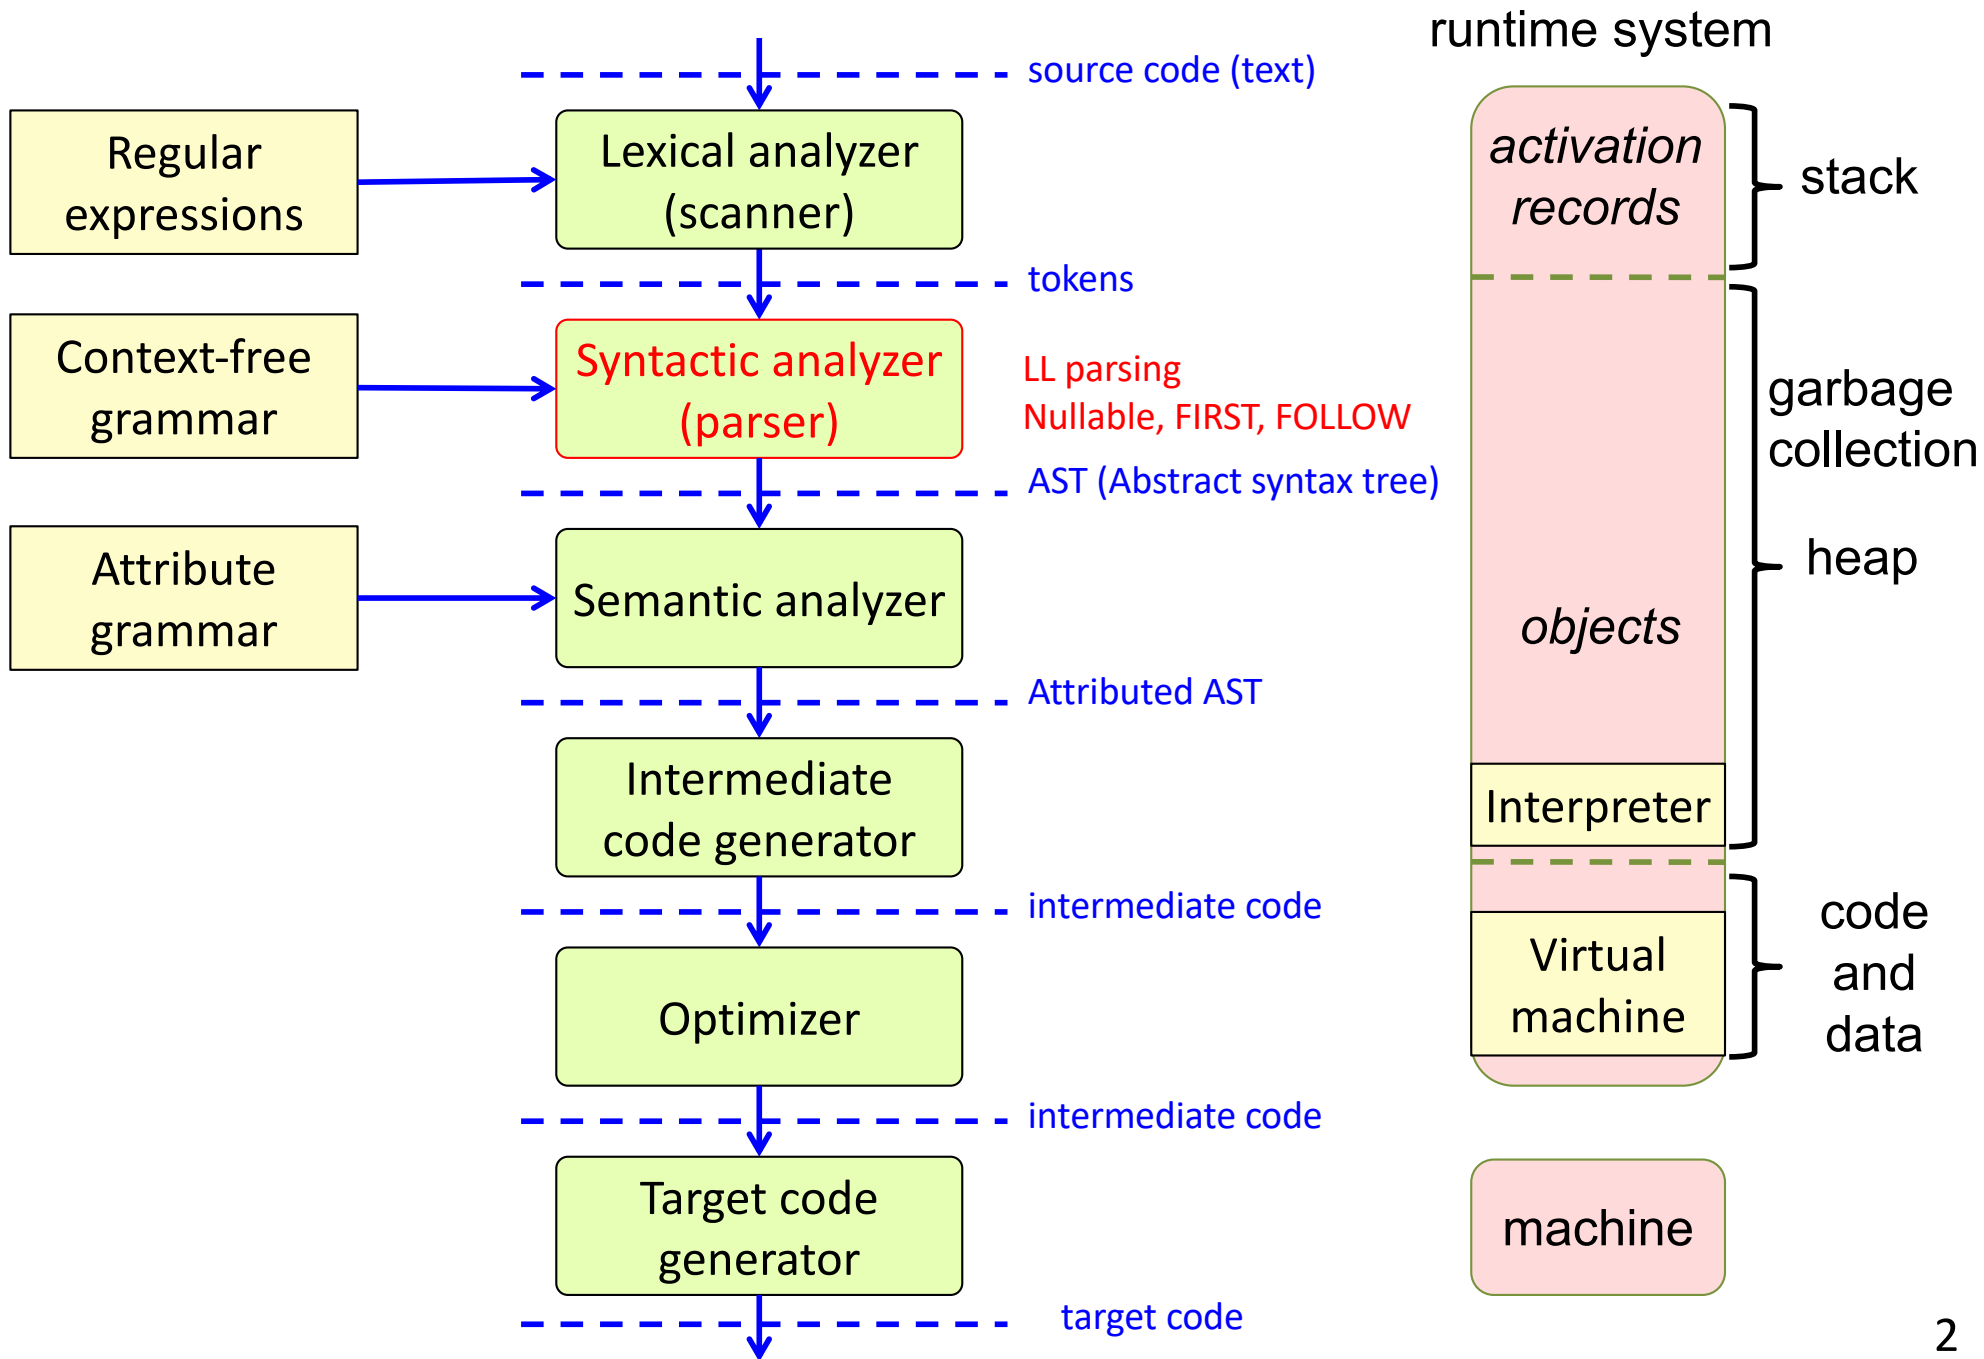 runtime system
source code (text)
Regular
expressions
Lexical analyzer
(scanner)
activation
records
stack
tokens
Context-free
grammar
Syntactic analyzer
(parser)
LL parsing
Nullable, FIRST, FOLLOW
garbage
collection
AST (Abstract syntax tree)
Attribute
grammar
Semantic analyzer
objects
heap
Attributed AST
Intermediate
code generator
Interpreter
intermediate code
Virtual
machine
code
and
data
Optimizer
intermediate code
Target code
generator
machine
target code
2